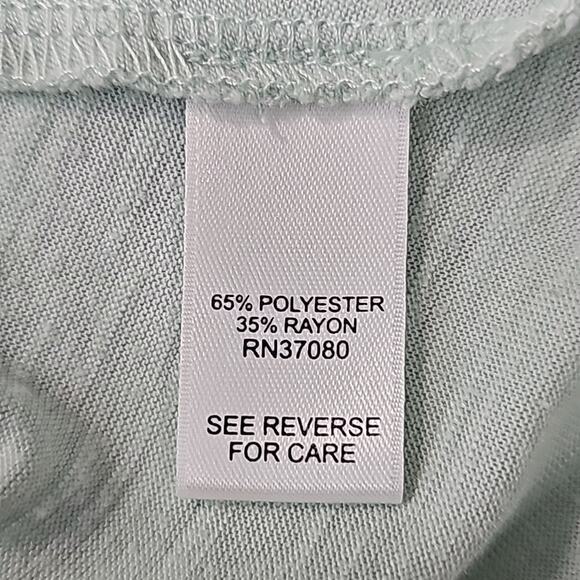 65% POLYESTER
35% RAYON
RN37080
SEE REVERSE
FOR CARE